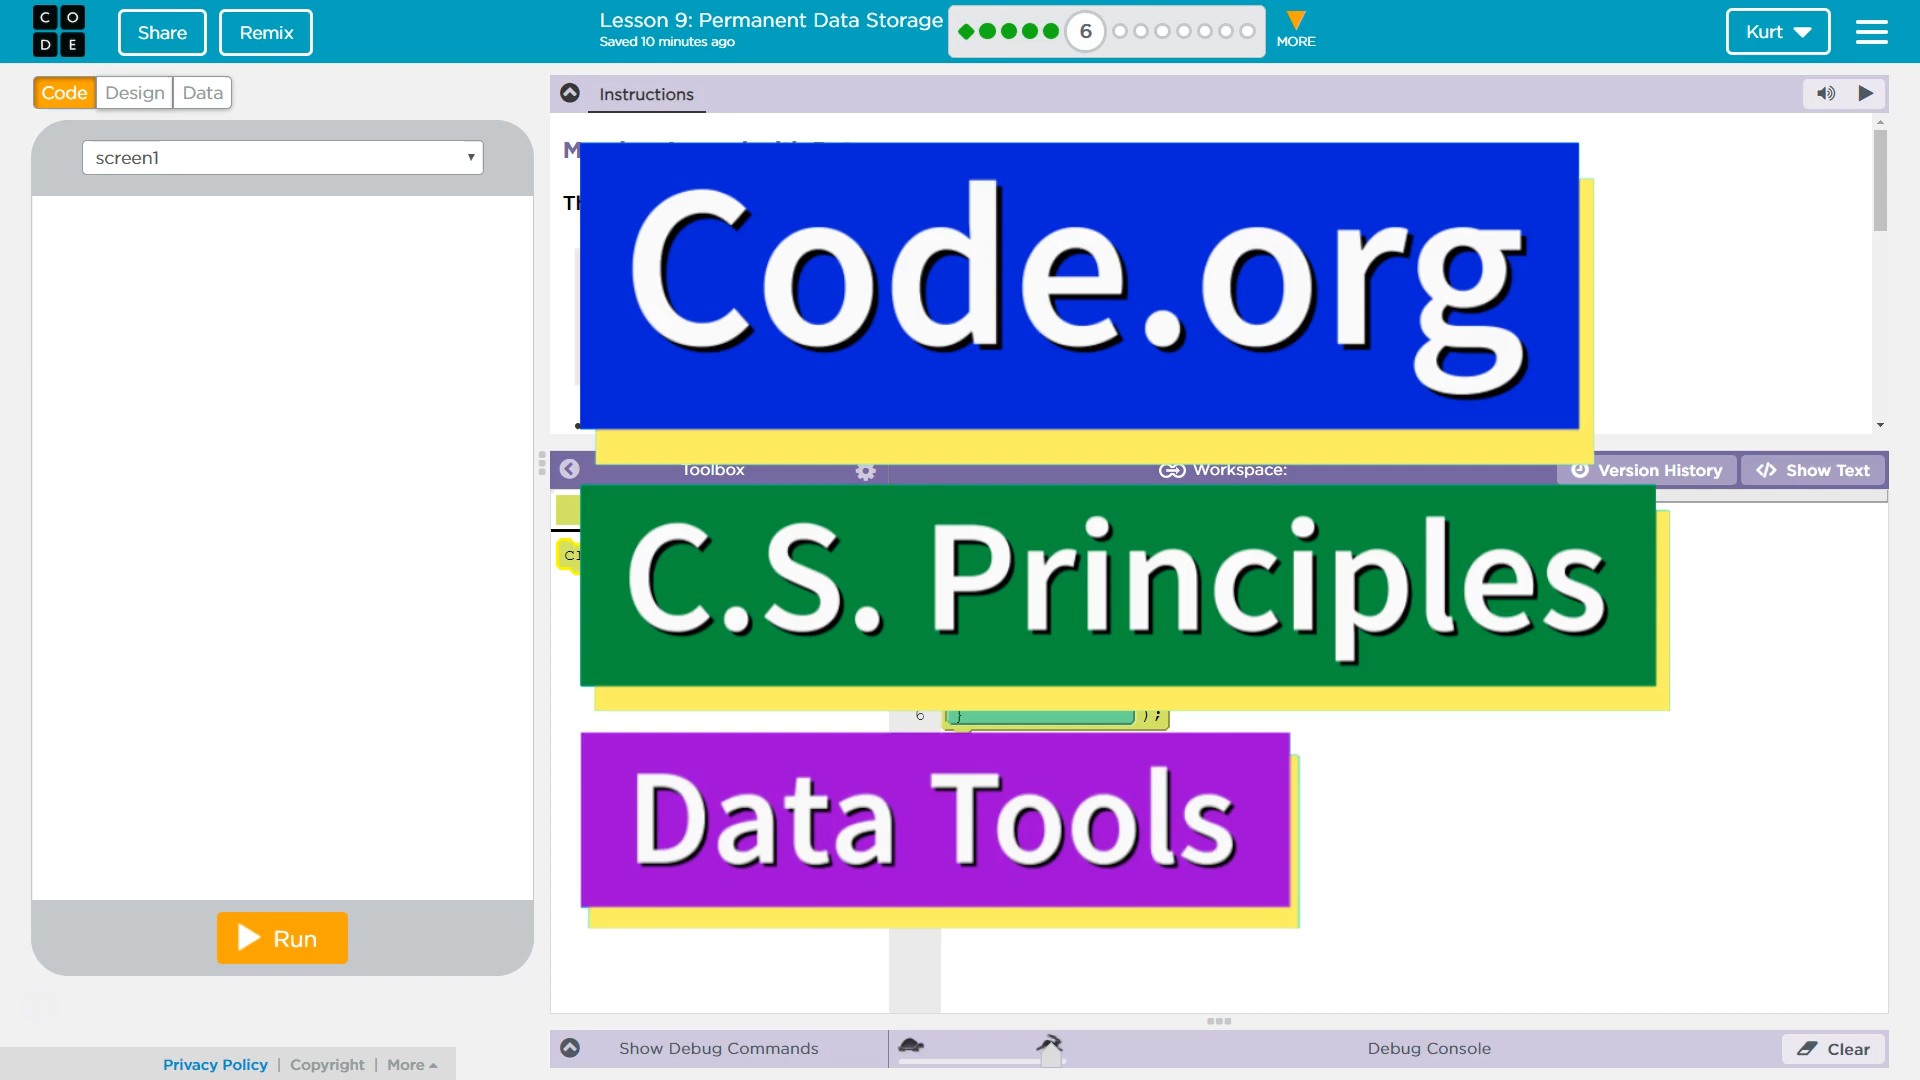 C O
D E
Share
Remix
Lesson 9: Permanent Data Storage
Saved 10 minutes ago
6
MORE
Kurt
Code
Design
Data
Instructions
screen1
Code.org
Toolbox
Workspace:
Version History
Show Text
C.S. Principles
6
} );
Data Tools
Run
Show Debug Commands
Debug Console
Clear
Privacy Policy | Copyright | More